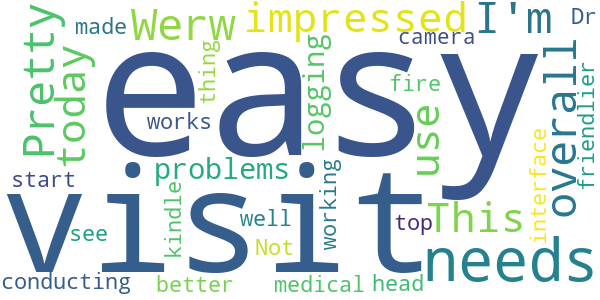 made
Werw
impressed
I'm
Dr
Pretty
today
thing
easy
logging
camera
overall
friendlier
works
fire
use
problems
start
visit
kindle
working
see
well
Not
top
This
interface
needs
conducting
better
medical
head